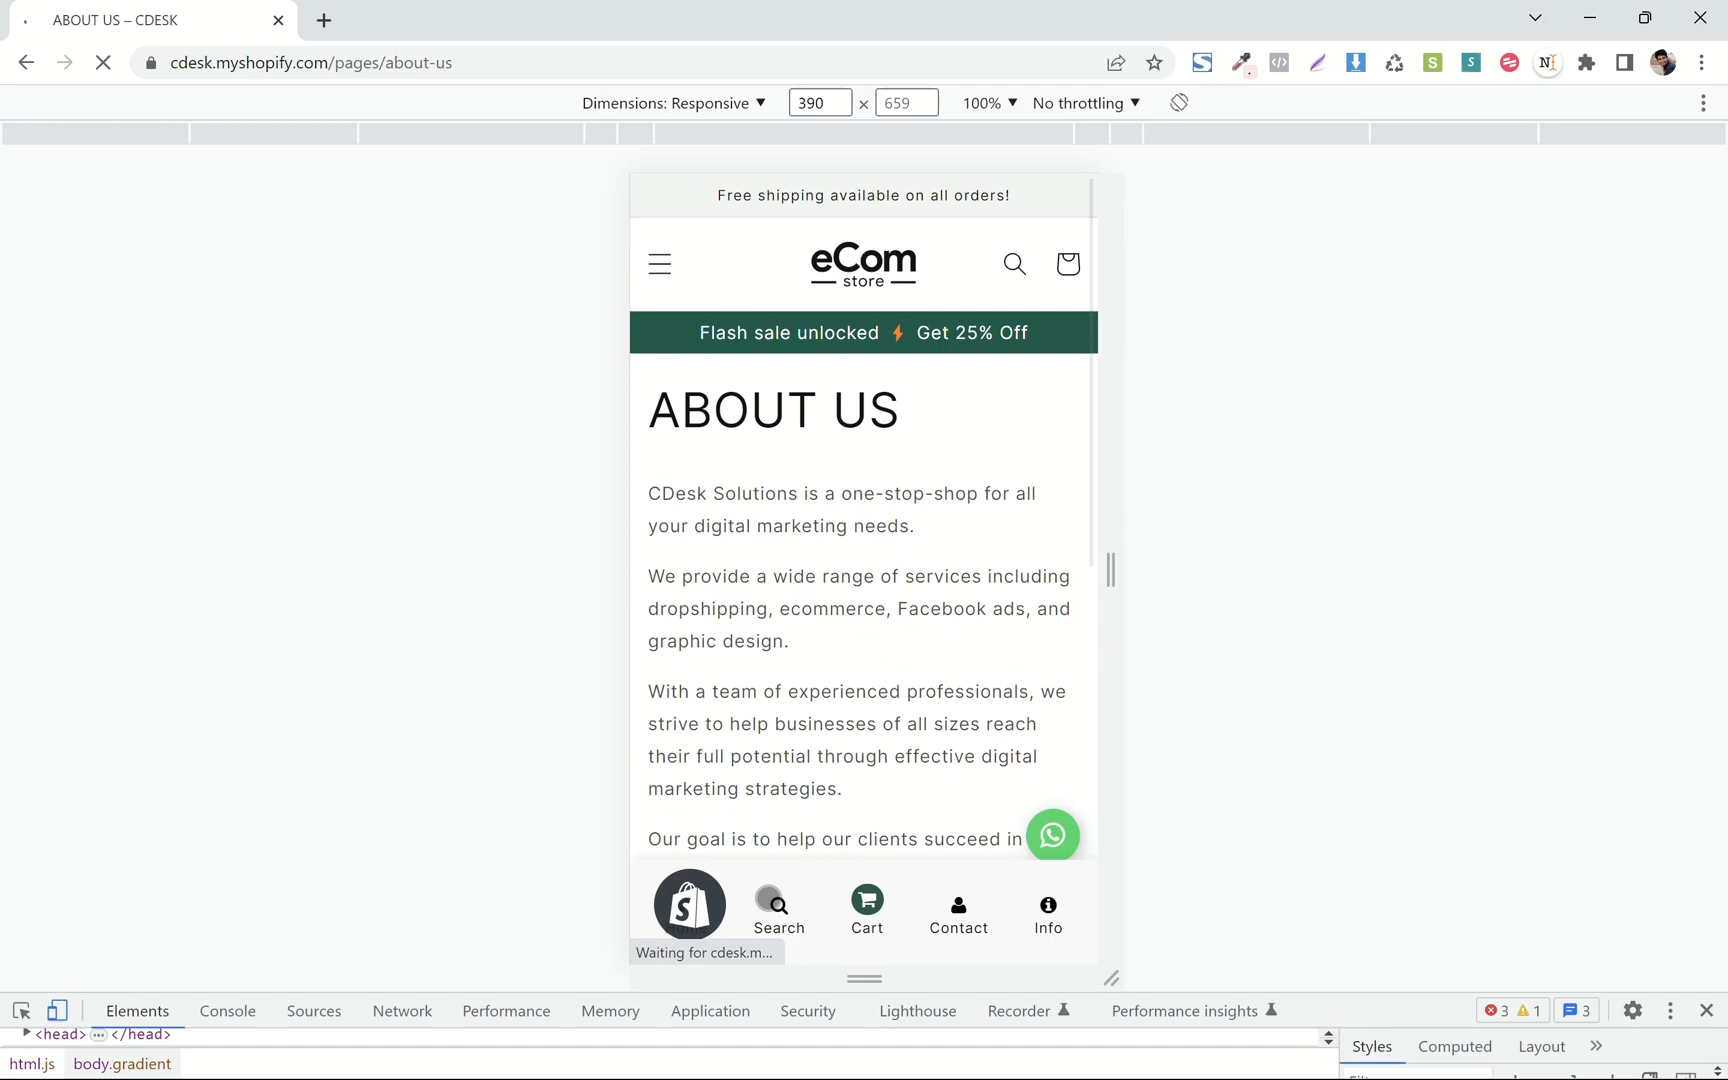 ABOUT US – CDESK
cdesk.myshopify.com/pages/about-us
Dimensions: Responsive ▼ 390 × 659 100% ▼ No throttling ▼
Free shipping available on all orders!
eCom
store
Flash sale unlocked ⚡ Get 25% Off
ABOUT US
CDesk Solutions is a one-stop-shop for all
your digital marketing needs.
We provide a wide range of services including
dropshipping, ecommerce, Facebook ads, and
graphic design.
With a team of experienced professionals, we
strive to help businesses of all sizes reach
their full potential through effective digital
marketing strategies.
Our goal is to help our clients succeed in
Search Cart Contact Info
Waiting for cdesk.m...
Elements Console Sources Network Performance Memory Application Security Lighthouse Recorder Performance insights 3 1 3
<head> ... </head>
Styles Computed Layout »
html.js body.gradient